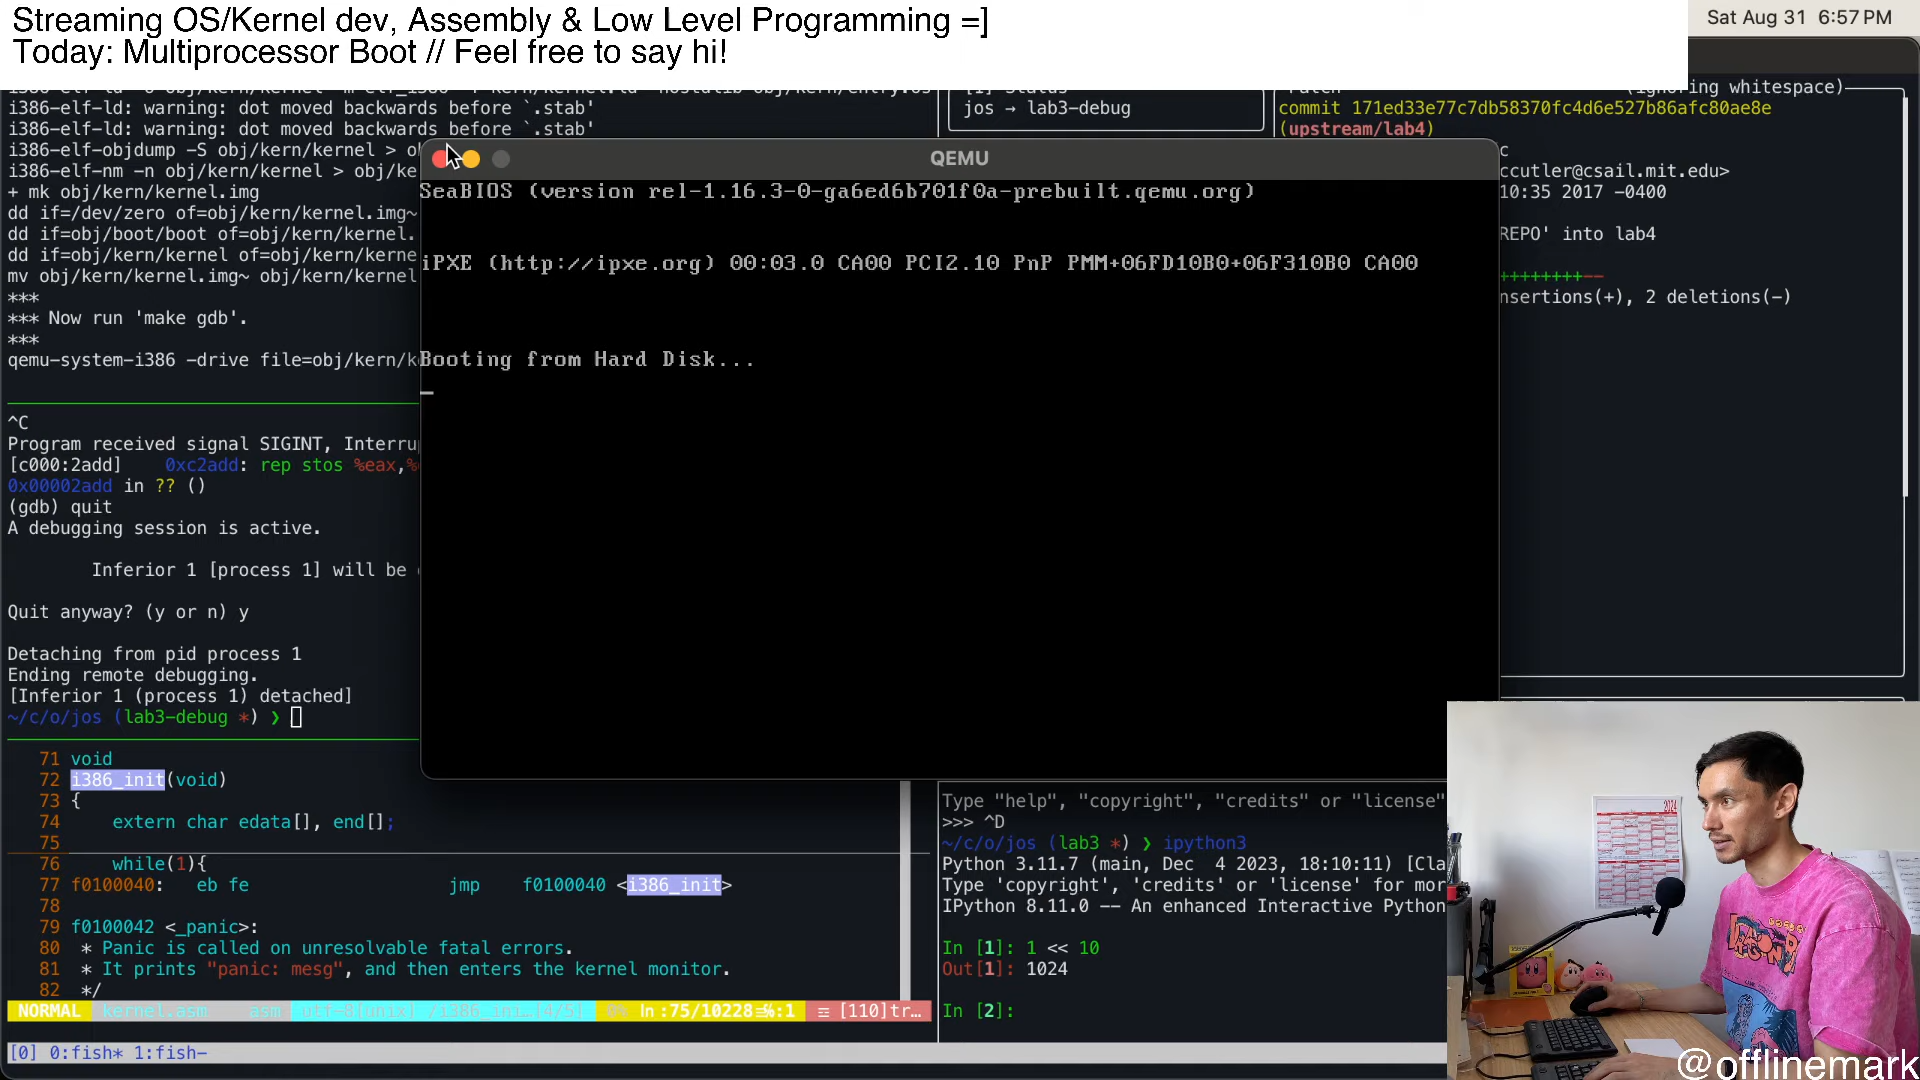 Streaming OS/Kernel dev, Assembly & Low Level Programming =]
Today: Multiprocessor Boot // Feel free to say hi!
Sat Aug 31 6:57 PM
i386-elf-ld: warning: dot moved backwards before `.stab'
i386-elf-ld: warning: dot moved backwards before `.stab'
i386-elf-objdump -S obj/kern/kernel >
i386-elf-nm -n obj/kern/kernel > obj/ke
+ mk obj/kern/kernel.img
dd if=/dev/zero of=obj/kern/kernel.img~
dd if=obj/boot/boot of=obj/kern/kernel.
dd if=obj/kern/kernel of=obj/kern/kerne
mv obj/kern/kernel.img~ obj/kern/kernel
***
*** Now run 'make gdb'.
***
qemu-system-i386 -drive file=obj/kern/k
^C
Program received signal SIGINT, Interru
[c000:2add]    0xc2add: rep stos %eax,%
0x00002add in ?? ()
(gdb) quit
A debugging session is active.
Inferior 1 [process 1] will be
Quit anyway? (y or n) y
Detaching from pid process 1
Ending remote debugging.
[Inferior 1 (process 1) detached]
~/c/o/jos (lab3-debug *) ❯
71 void
72 i386_init(void)
73 {
74 extern char edata[], end[];
75
76 while(1){
77 f0100040:   eb fe   jmp   f0100040 <i386_init>
78
79 f0100042 <_panic>:
80 * Panic is called on unresolvable fatal errors.
81 * It prints "panic: mesg", and then enters the kernel monitor.
82 */
NORMAL kernel.asm asm utf-8[unix] /i386_ini… [4/5] 0% ln :75/10228≡%:1 ☲ [110]tr…
[0] 0:fish* 1:fish-
jos → lab3-debug
(ignoring whitespace)
commit 171ed33e77c7db58370fc4d6e527b86afc80ae8e
(upstream/lab4)
c
ccutler@csail.mit.edu>
10:35 2017 -0400
REPO' into lab4
++++++++--
nsertions(+), 2 deletions(-)
QEMU
SeaBIOS (version rel-1.16.3-0-ga6ed6b701f0a-prebuilt.qemu.org)
iPXE (http://ipxe.org) 00:03.0 CA00 PCI2.10 PnP PMM+06FD10B0+06F310B0 CA00
Booting from Hard Disk...
Type "help", "copyright", "credits" or "license"
>>> ^D
~/c/o/jos (lab3 *) ❯ ipython3
Python 3.11.7 (main, Dec  4 2023, 18:10:11) [Cla
Type 'copyright', 'credits' or 'license' for mor
IPython 8.11.0 -- An enhanced Interactive Python
In [1]: 1 << 10
Out[1]: 1024
In [2]:
2024
@offlinemark